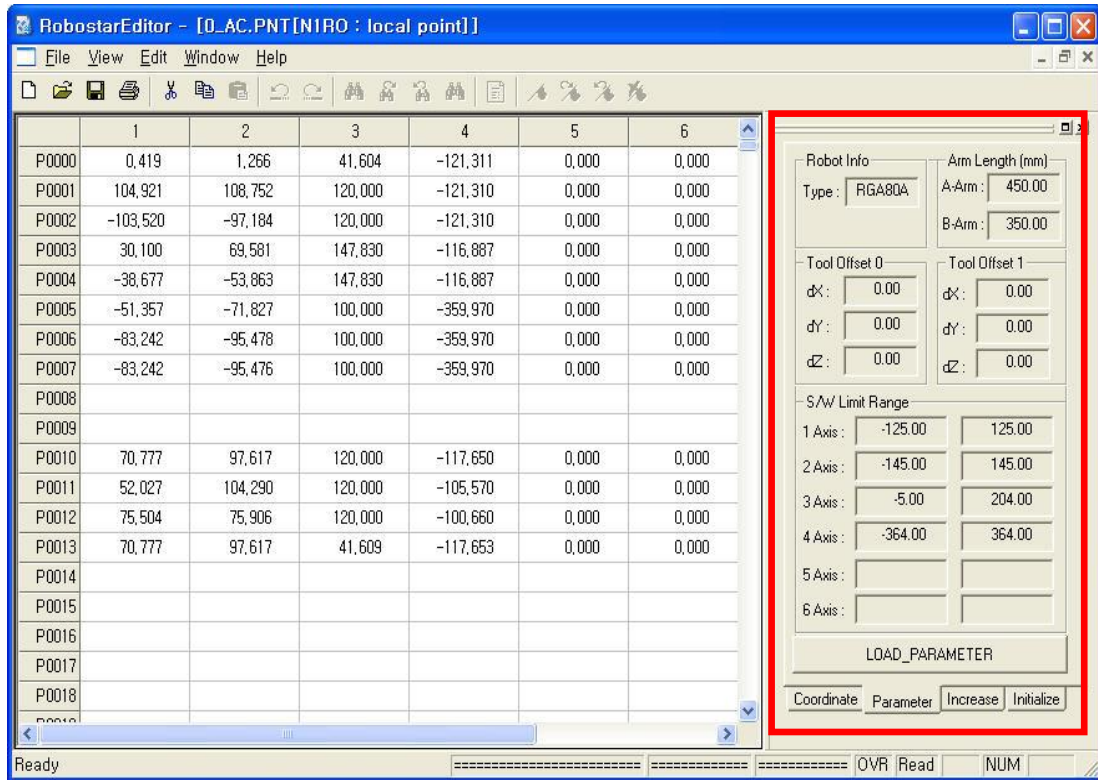 RobostarEditor - [0_AC.PNT[N1RO : local point]]
File View Edit Window Help
1 2 3 4 5 6
P0000 0,419 1,266 41,604 -121,311 0,000 0,000
P0001 104,921 108,752 120,000 -121,310 0,000 0,000
P0002 -103,520 -97,184 120,000 -121,310 0,000 0,000
P0003 30,100 69,581 147,830 -116,887 0,000 0,000
P0004 -38,677 -53,863 147,830 -116,887 0,000 0,000
P0005 -51,357 -71,827 100,000 -359,970 0,000 0,000
P0006 -83,242 -95,478 100,000 -359,970 0,000 0,000
P0007 -83,242 -95,476 100,000 -359,970 0,000 0,000
P0008
P0009
P0010 70,777 97,617 120,000 -117,650 0,000 0,000
P0011 52,027 104,290 120,000 -105,570 0,000 0,000
P0012 75,504 75,906 120,000 -100,660 0,000 0,000
P0013 70,777 97,617 41,609 -117,653 0,000 0,000
P0014
P0015
P0016
P0017
P0018
Robot Info
Type : RGA80A
Arm Length (mm)
A-Arm : 450.00
B-Arm : 350.00
Tool Offset 0
dX : 0.00
dY : 0.00
dZ : 0.00
Tool Offset 1
dX : 0.00
dY : 0.00
dZ : 0.00
S/W Limit Range
1 Axis : -125.00 125.00
2 Axis : -145.00 145.00
3 Axis : -5.00 204.00
4 Axis : -364.00 364.00
5 Axis :
6 Axis :
LOAD_PARAMETER
Coordinate Parameter Increase Initialize
Ready ========================= ============= ============ OVR Read NUM